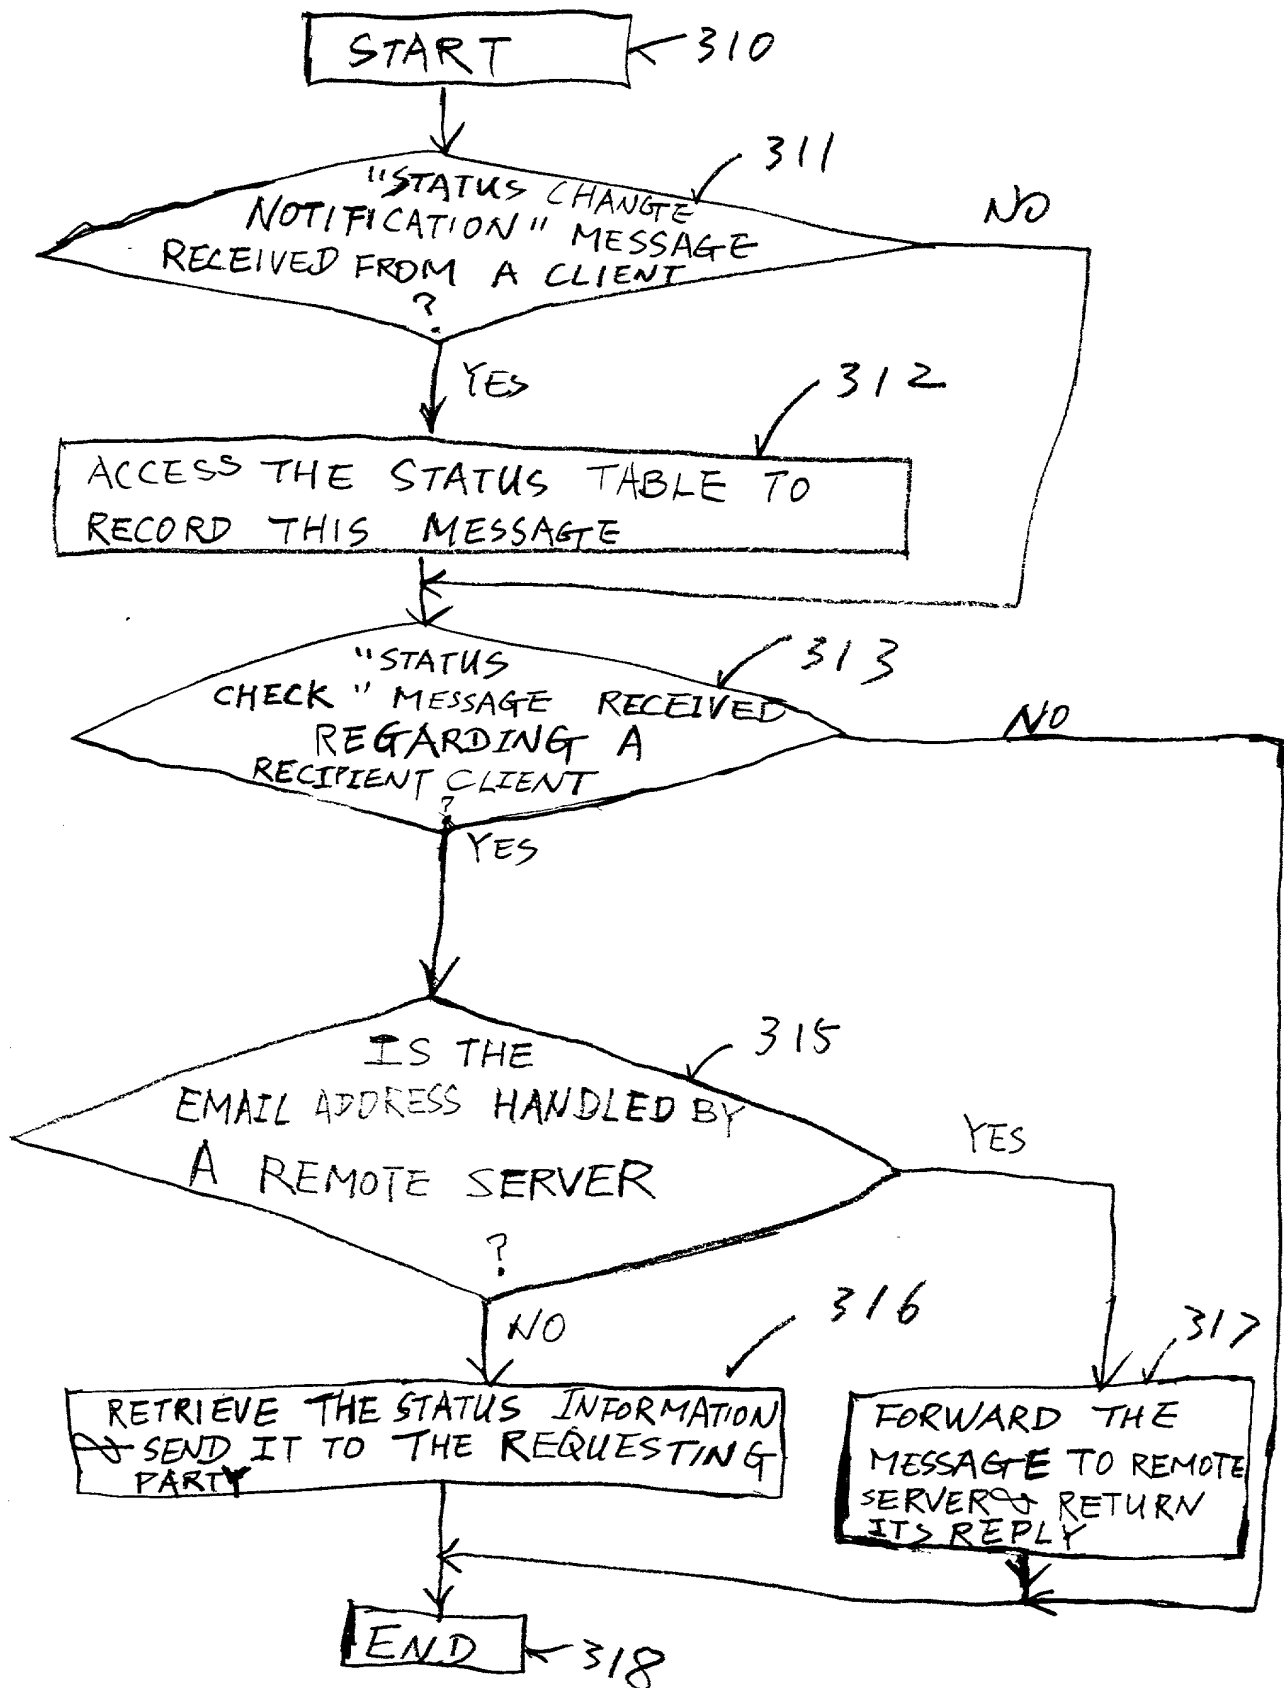 START
310
311
"STATUS CHANGE
NOTIFICATION" MESSAGE
RECEIVED FROM A CLIENT
?
NO
YES
312
ACCESS THE STATUS TABLE TO
RECORD THIS MESSAGE
313
"STATUS
CHECK" MESSAGE RECEIVED
REGARDING A
RECIPIENT CLIENT
?
NO
YES
315
IS THE
EMAIL ADDRESS HANDLED BY
A REMOTE SERVER
?
YES
NO
316
RETRIEVE THE STATUS INFORMATION
& SEND IT TO THE REQUESTING
PARTY
317
FORWARD THE
MESSAGE TO REMOTE
SERVER & RETURN
ITS REPLY
END
318